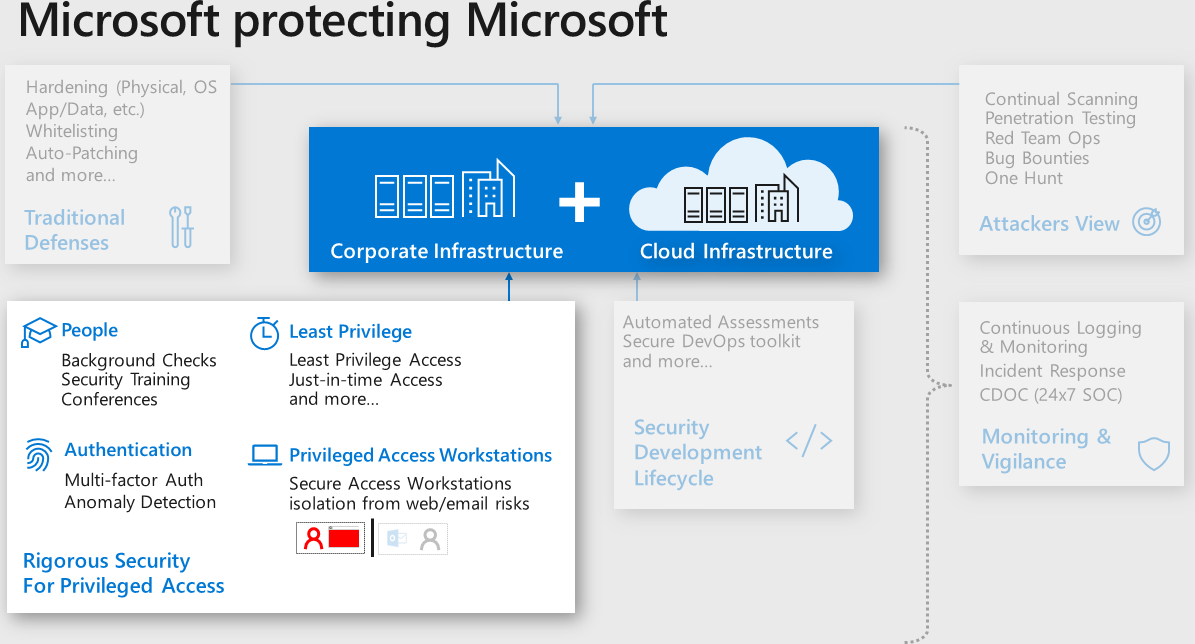 Microsoft protecting Microsoft
Hardening (Physical, OS
App/Data, etc.)
Whitelisting
Auto-Patching
and more...
Traditional
Defenses
Corporate Infrastructure
Cloud Infrastructure
Continual Scanning
Penetration Testing
Red Team Ops
Bug Bounties
One Hunt
Attackers View
People
Background Checks
Security Training
Conferences
Least Privilege
Least Privilege Access
Just-in-time Access
and more...
Authentication
Multi-factor Auth
Anomaly Detection
Privileged Access Workstations
Secure Access Workstations
isolation from web/email risks
Rigorous Security
For Privileged Access
Automated Assessments
Secure DevOps toolkit
and more...
Security
Development
Lifecycle
Continuous Logging
& Monitoring
Incident Response
CDOC (24x7 SOC)
Monitoring &
Vigilance